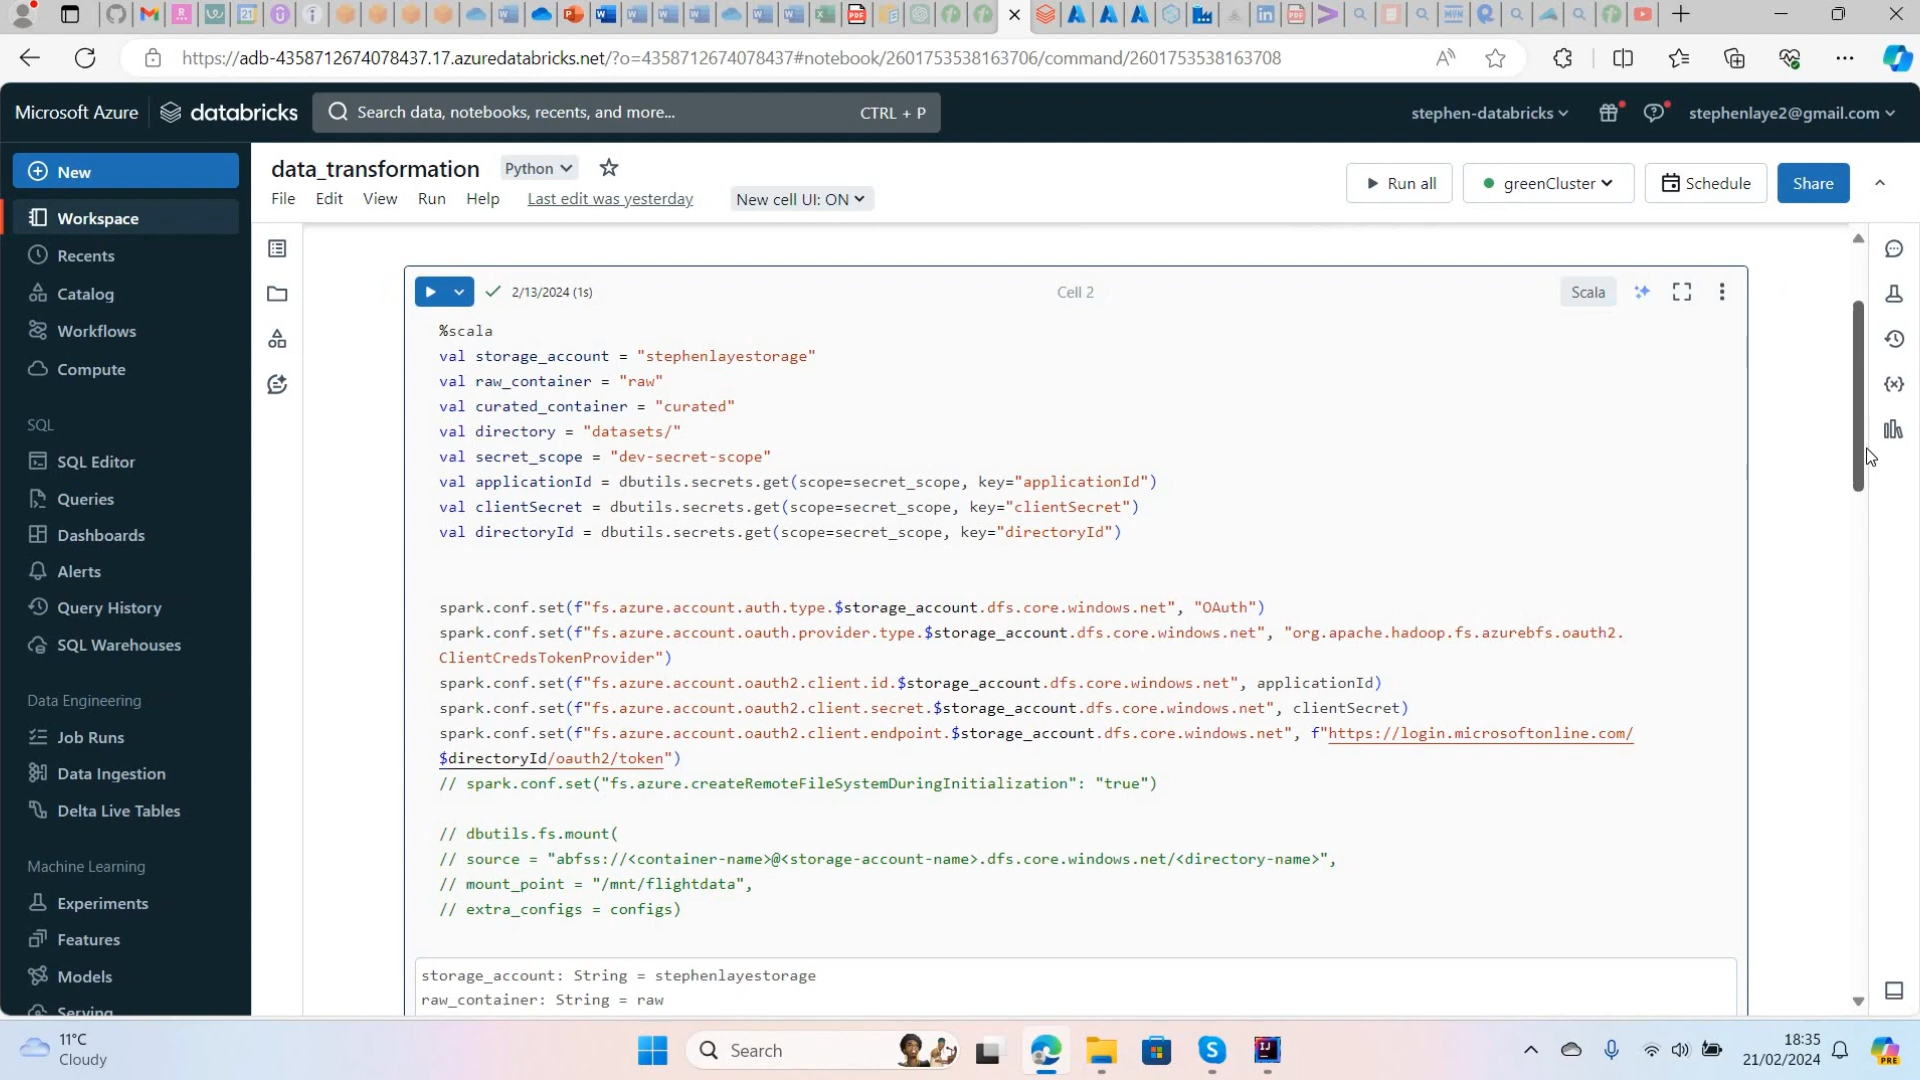 https://adb-4358712674078437.17.azuredatabricks.net/?o=4358712674078437#notebook/2601753538163706/command/2601753538163708
Microsoft Azure databricks Search data, notebooks, recents, and more... CTRL + P stephen-databricks stephenlaye2@gmail.com
New
Workspace
Recents
Catalog
Workflows
Compute
SQL
SQL Editor
Queries
Dashboards
Alerts
Query History
SQL Warehouses
Data Engineering
Job Runs
Data Ingestion
Delta Live Tables
Machine Learning
Experiments
Features
Models
Serving
data_transformation Python
File Edit View Run Help Last edit was yesterday New cell UI: ON
Run all greenCluster Schedule Share
2/13/2024 (1s) Cell 2 Scala
%scala
val storage_account = "stephenlayestorage"
val raw_container = "raw"
val curated_container = "curated"
val directory = "datasets/"
val secret_scope = "dev-secret-scope"
val applicationId = dbutils.secrets.get(scope=secret_scope, key="applicationId")
val clientSecret = dbutils.secrets.get(scope=secret_scope, key="clientSecret")
val directoryId = dbutils.secrets.get(scope=secret_scope, key="directoryId")
spark.conf.set(f"fs.azure.account.auth.type.$storage_account.dfs.core.windows.net", "OAuth")
spark.conf.set(f"fs.azure.account.oauth.provider.type.$storage_account.dfs.core.windows.net", "org.apache.hadoop.fs.azurebfs.oauth2.
ClientCredsTokenProvider")
spark.conf.set(f"fs.azure.account.oauth2.client.id.$storage_account.dfs.core.windows.net", applicationId)
spark.conf.set(f"fs.azure.account.oauth2.client.secret.$storage_account.dfs.core.windows.net", clientSecret)
spark.conf.set(f"fs.azure.account.oauth2.client.endpoint.$storage_account.dfs.core.windows.net", f"https://login.microsoftonline.com/
$directoryId/oauth2/token")
// spark.conf.set("fs.azure.createRemoteFileSystemDuringInitialization": "true")
// dbutils.fs.mount(
// source = "abfss://<container-name>@<storage-account-name>.dfs.core.windows.net/<directory-name>",
// mount_point = "/mnt/flightdata",
// extra_configs = configs)
storage_account: String = stephenlayestorage
raw_container: String = raw
11°C
Cloudy
Search
18:35
21/02/2024